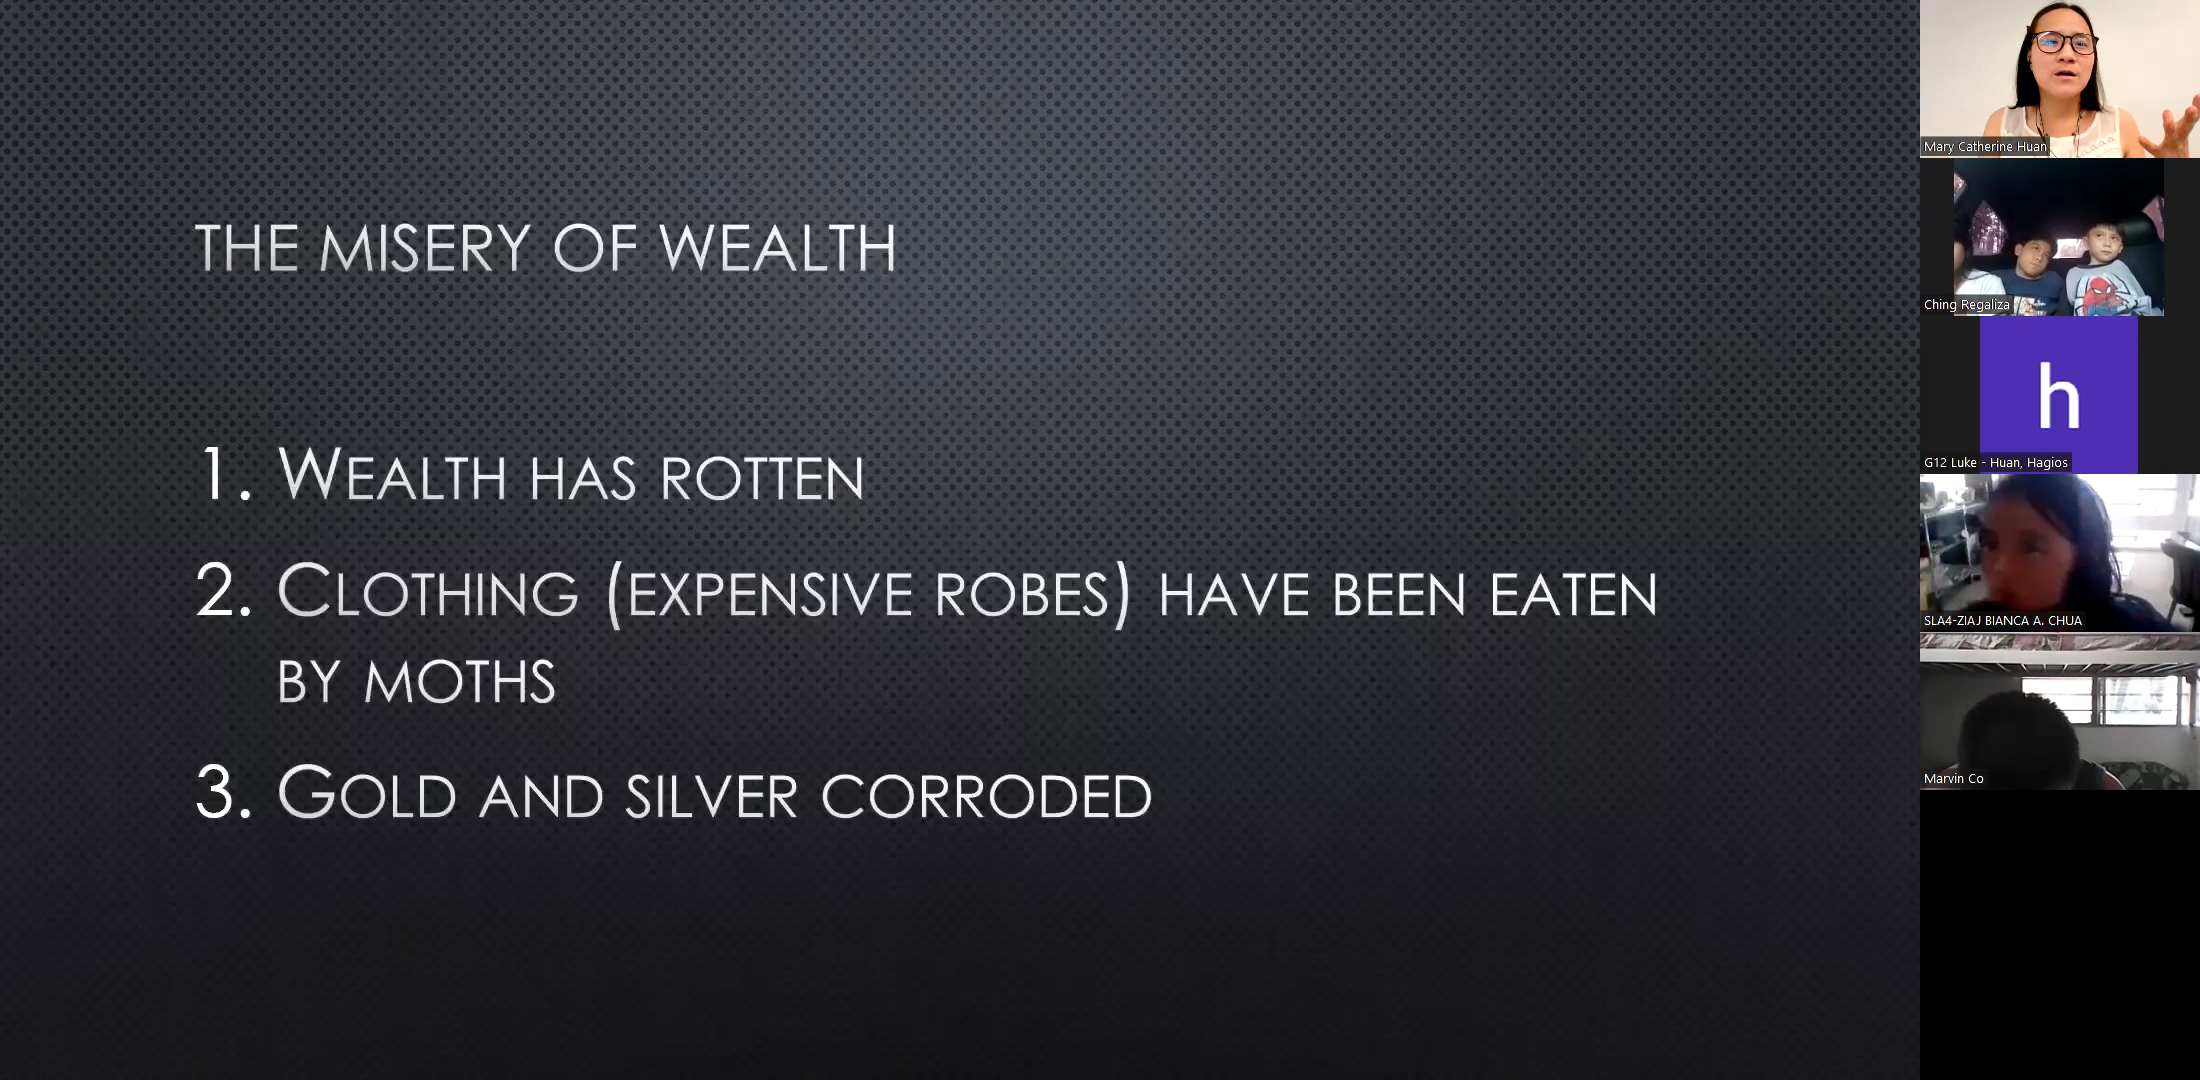 THE MISERY OF WEALTH
1. WEALTH HAS ROTTEN
2. CLOTHING (EXPENSIVE ROBES) HAVE BEEN EATEN
BY MOTHS
3. GOLD AND SILVER CORRODED
Mary Catherine Huan
Ching Regaliza
h
G12 Luke - Huan, Hagios
SLA4-ZIAJ BIANCA A. CHUA
Marvin Co